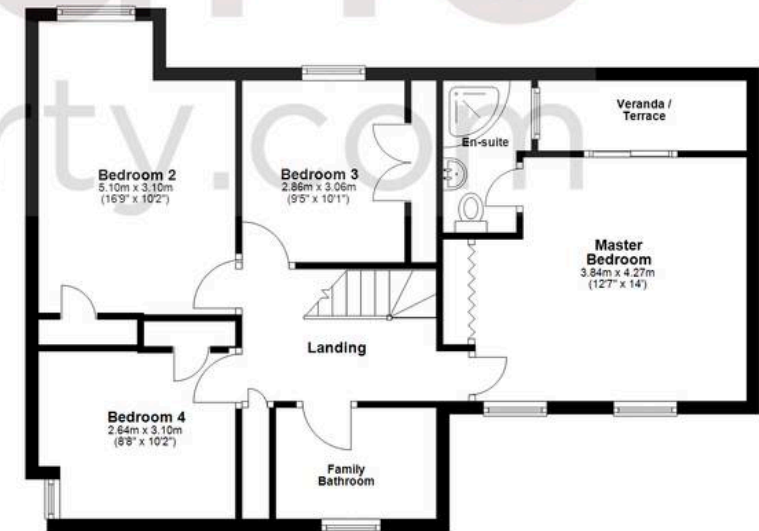 rty.com
Veranda /
Terrace
En-suite
Bedroom 2
5.10m x 3.10m
(16'9" x 10'2")
Bedroom 3
2.86m x 3.06m
(9'5" x 10'1")
Master
Bedroom
3.84m x 4.27m
(12'7" x 14')
Landing
Bedroom 4
2.64m x 3.10m
(8'8" x 10'2")
Family
Bathroom